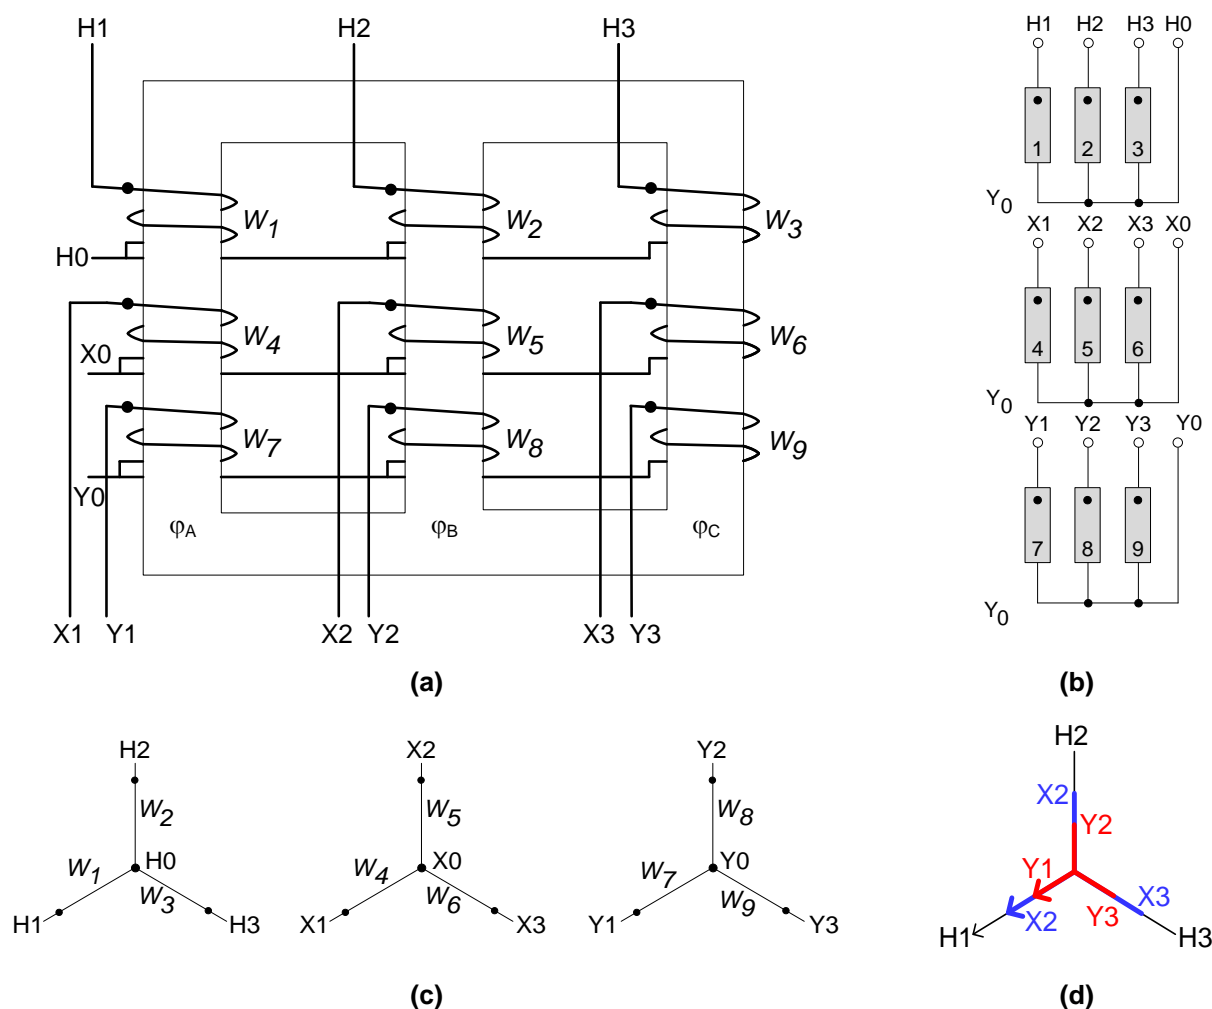 H1 H2 H3
W1 W2 W3
H0
W4 W5 W6
X0
W7 W8 W9
Y0
φA φB φC
X1 Y1 X2 Y2 X3 Y3
(a)
H1 H2 H3 H0
1 2 3
Y0
X1 X2 X3 X0
4 5 6
Y0
Y1 Y2 Y3 Y0
7 8 9
Y0
(b)
H2
W2
H0
W1
W3
H1 H3
X2
W5
X0
W4
W6
X1 X3
Y2
W8
Y0
W7
W9
Y1 Y3
(c)
H2
X2
Y2
Y1
X3
Y3
X2
H1 H3
(d)